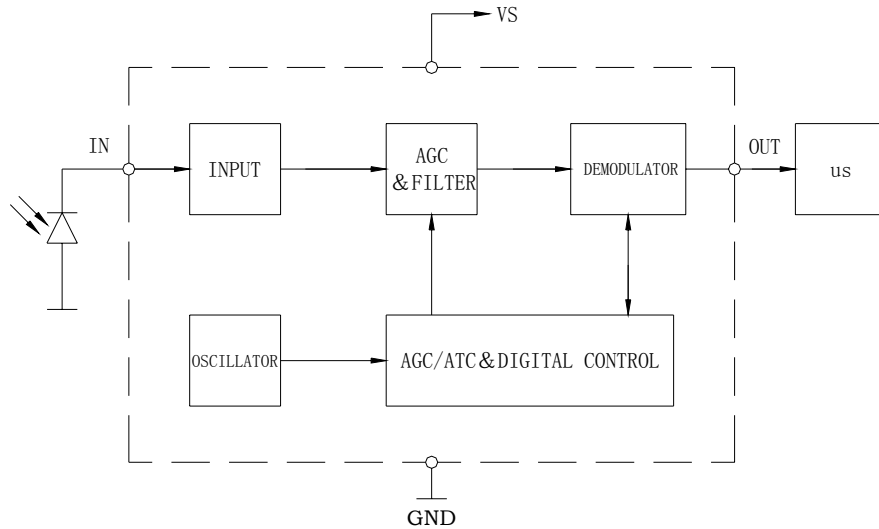 VS
IN
INPUT
AGC
&FILTER
DEMODULATOR
OUT
us
OSCILLATOR
AGC/ATC&DIGITAL CONTROL
GND